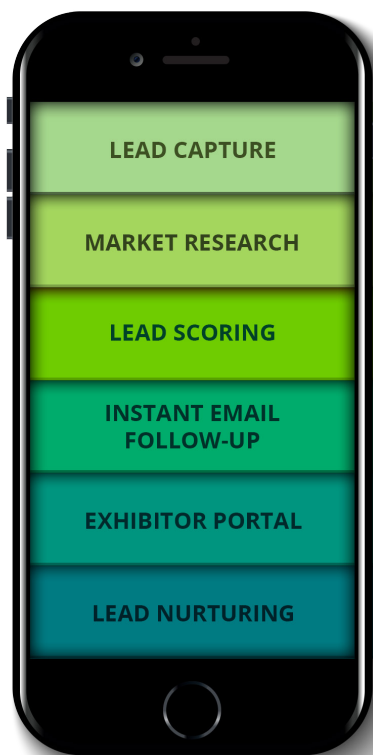 LEAD CAPTURE
MARKET RESEARCH
LEAD SCORING
INSTANT EMAIL
FOLLOW-UP
EXHIBITOR PORTAL
LEAD NURTURING